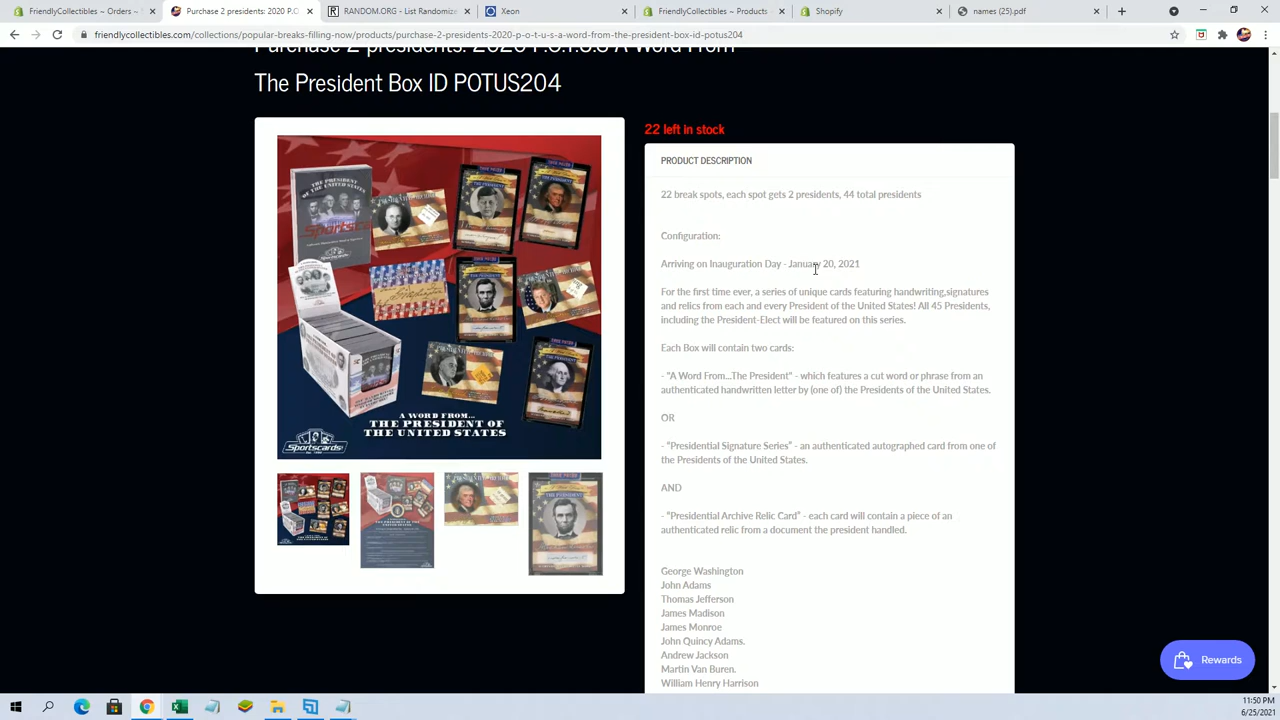 FriendlyCollectibles ~ Orders ~
Purchase 2 presidents: 2020 P.O
RANDOM.ORG - List Randomize
Xeon
FriendlyCollectibles ~ Products
Shopify
names (25).pdf
friendlycollectibles.com/collections/popular-breaks-filling-now/products/purchase-2-presidents-2020-p-o-t-u-s-a-word-from-the-president-box-id-potus204
Purchase 2 presidents: 2020 P.O.T.S.S A Word From
The President Box ID POTUS204
22 left in stock
PRODUCT DESCRIPTION
22 break spots, each spot gets 2 presidents, 44 total presidents
Configuration:
Arriving on Inauguration Day - January 20, 2021
For the first time ever, a series of unique cards featuring handwriting,signatures
and relics from each and every President of the United States! All 45 Presidents,
including the President-Elect will be featured on this series.
Each Box will contain two cards:
- "A Word From...The President" - which features a cut word or phrase from an
authenticated handwritten letter by (one of) the Presidents of the United States.
OR
- "Presidential Signature Series" - an authenticated autographed card from one of
the Presidents of the United States.
AND
- "Presidential Archive Relic Card" - each card will contain a piece of an
authenticated relic from a document the president handled.
George Washington
John Adams
Thomas Jefferson
James Madison
James Monroe
John Quincy Adams.
Andrew Jackson
Martin Van Buren.
William Henry Harrison
A WORD FROM...
THE PRESIDENT OF
THE UNITED STATES
Sportscards
Rewards
11:50 PM
6/25/2021